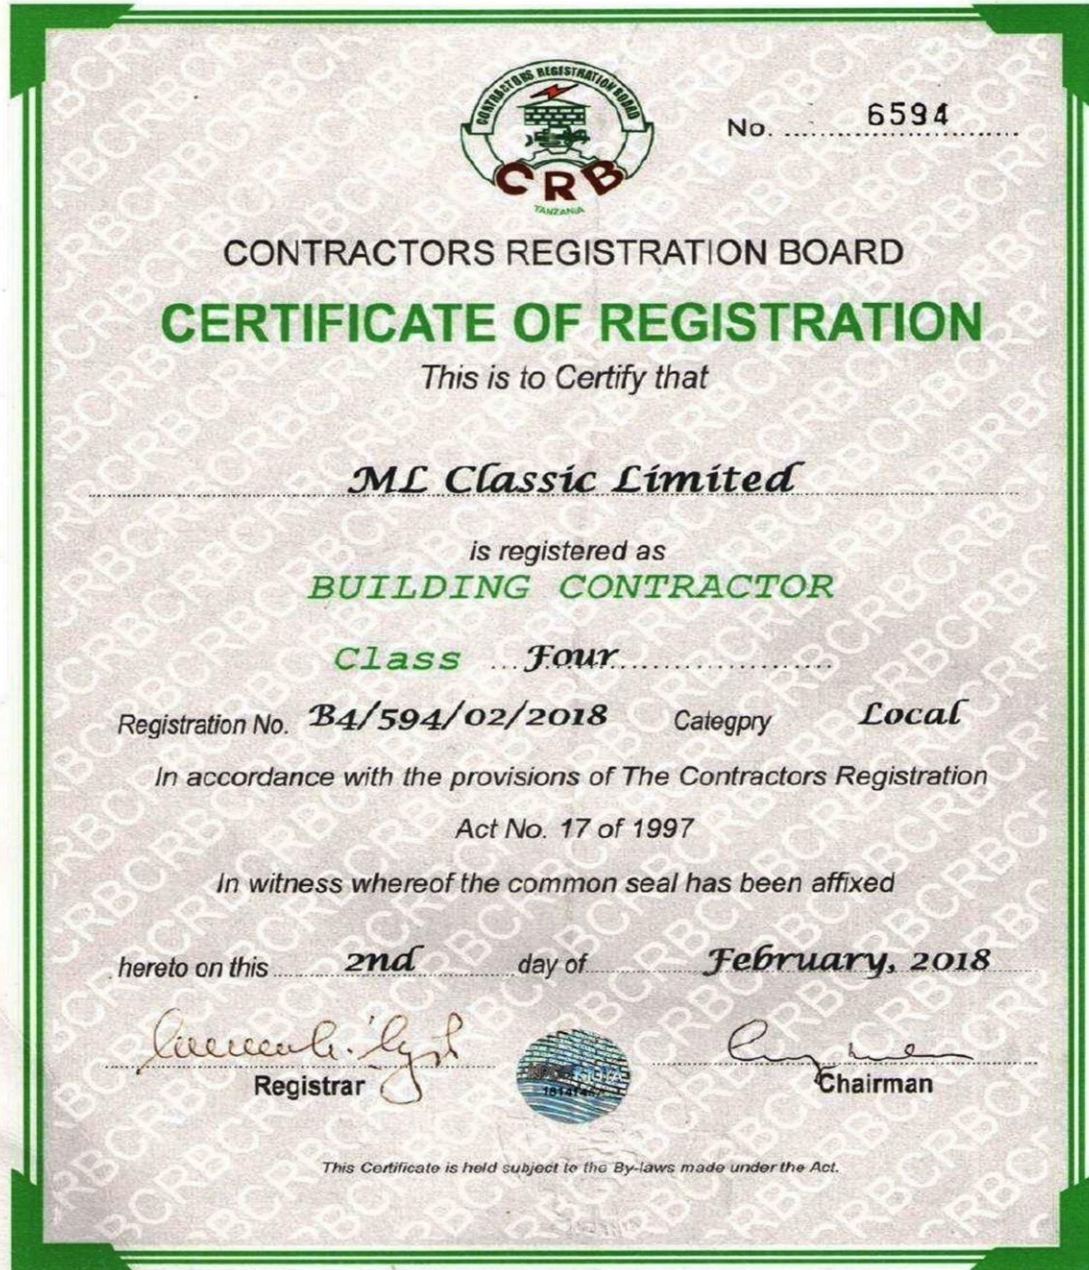 CONTRACTORS REGISTRATION BOARD
CRB
TANZANIA
No. 6594
CONTRACTORS REGISTRATION BOARD
CERTIFICATE OF REGISTRATION
This is to Certify that
ML Classic Limited
is registered as
BUILDING CONTRACTOR
Class Four
Registration No. B4/594/02/2018 Categpry Local
In accordance with the provisions of The Contractors Registration
Act No. 17 of 1997
In witness whereof the common seal has been affixed
hereto on this 2nd day of February, 2018
Registrar Chairman
This Certificate is held subject to the By-laws made under the Act.